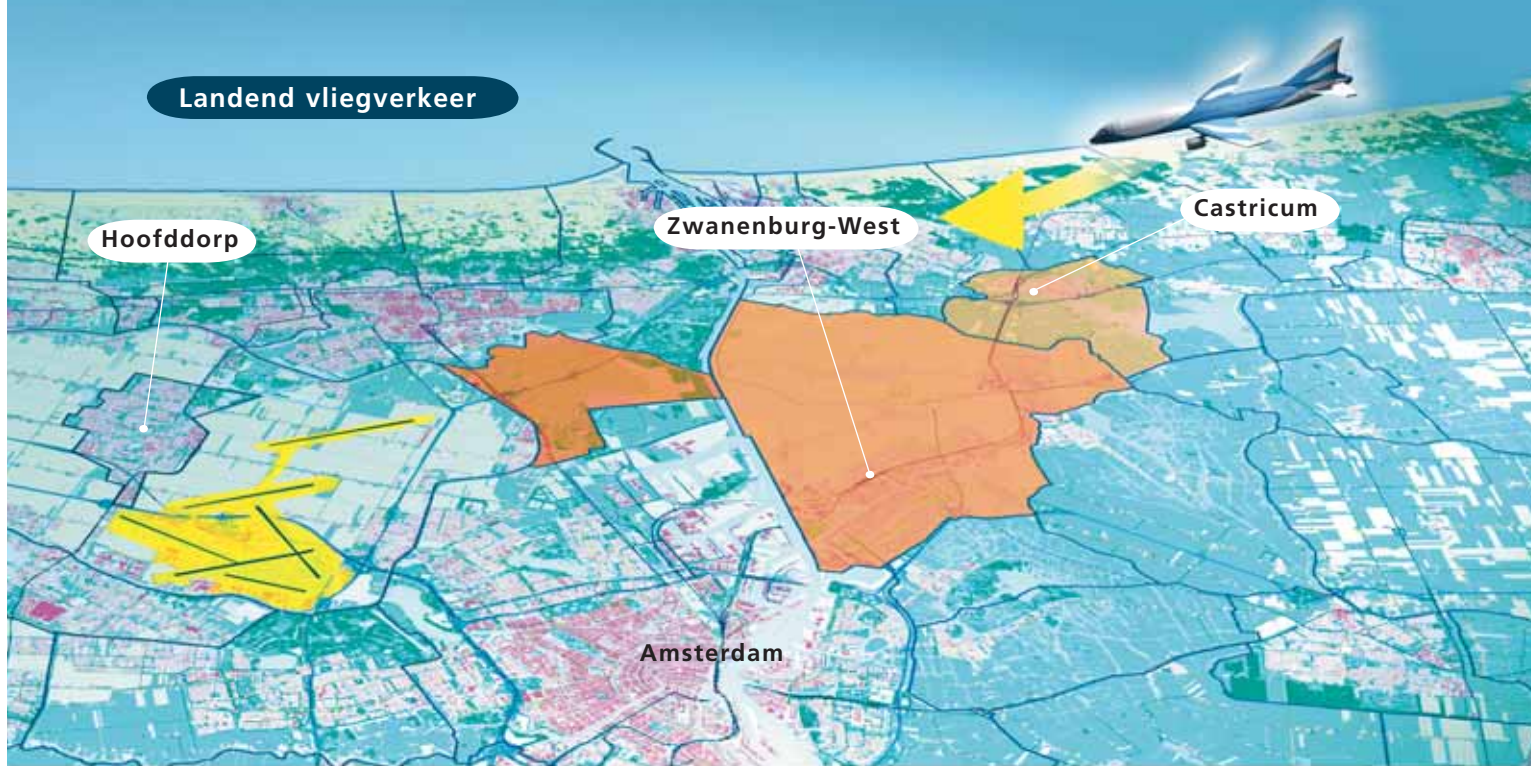 Landend vliegverkeer
Castricum
Zwanenburg-West
Hoofddorp
Amsterdam